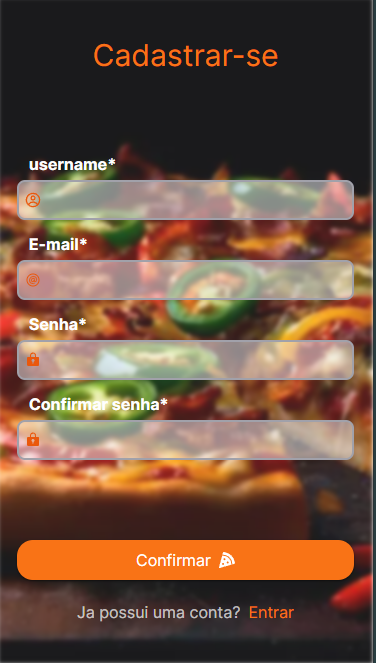 Cadastrar-se
username*
E-mail*
Senha*
Confirmar senha*
Confirmar
Ja possui uma conta? Entrar